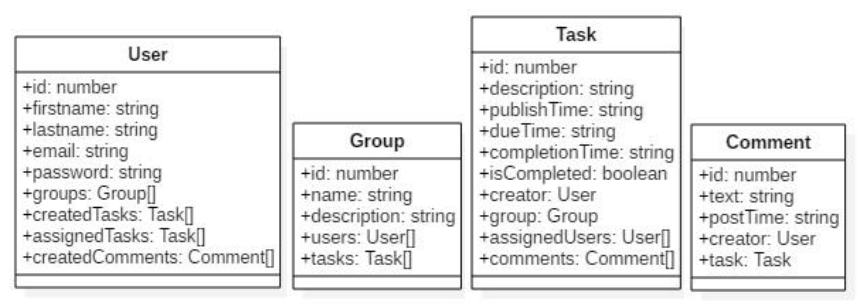 User
+id: number
+firstname: string
+lastname: string
+email: string
+password: string
+groups: Group[]
+createdTasks: Task[]
+assignedTasks: Task[]
+createdComments: Comment[]
Group
+id: number
+name: string
+description: string
+users: User[]
+tasks: Task[]
Task
+id: number
+description: string
+publishTime: string
+dueTime: string
+completionTime: string
+isCompleted: boolean
+creator: User
+group: Group
+assignedUsers: User[]
+comments: Comment[]
Comment
+id: number
+text: string
+postTime: string
+creator: User
+task: Task